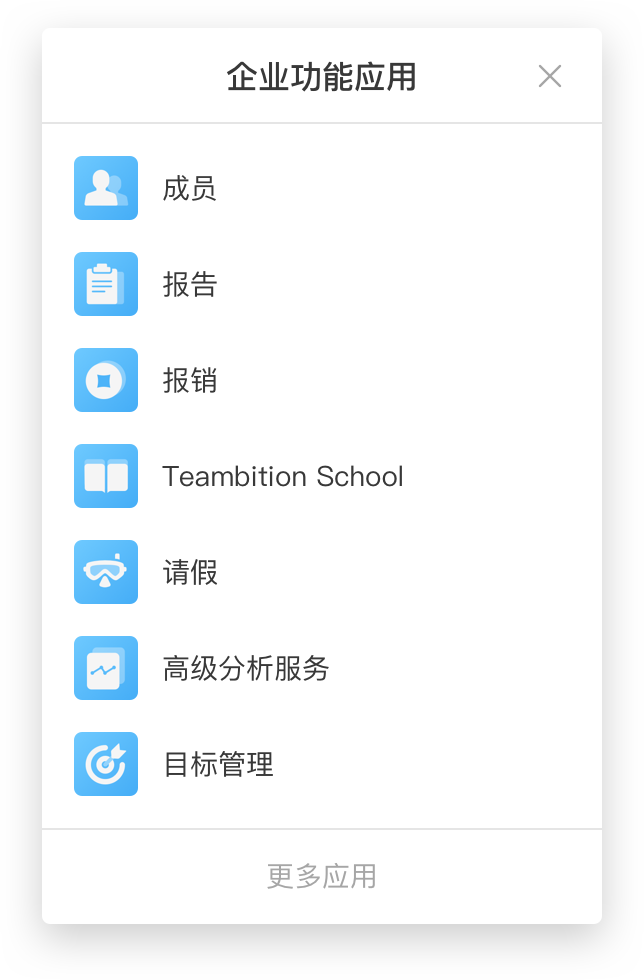 企业功能应用
成员
报告
报销
Teambition School
请假
高级分析服务
目标管理
更多应用